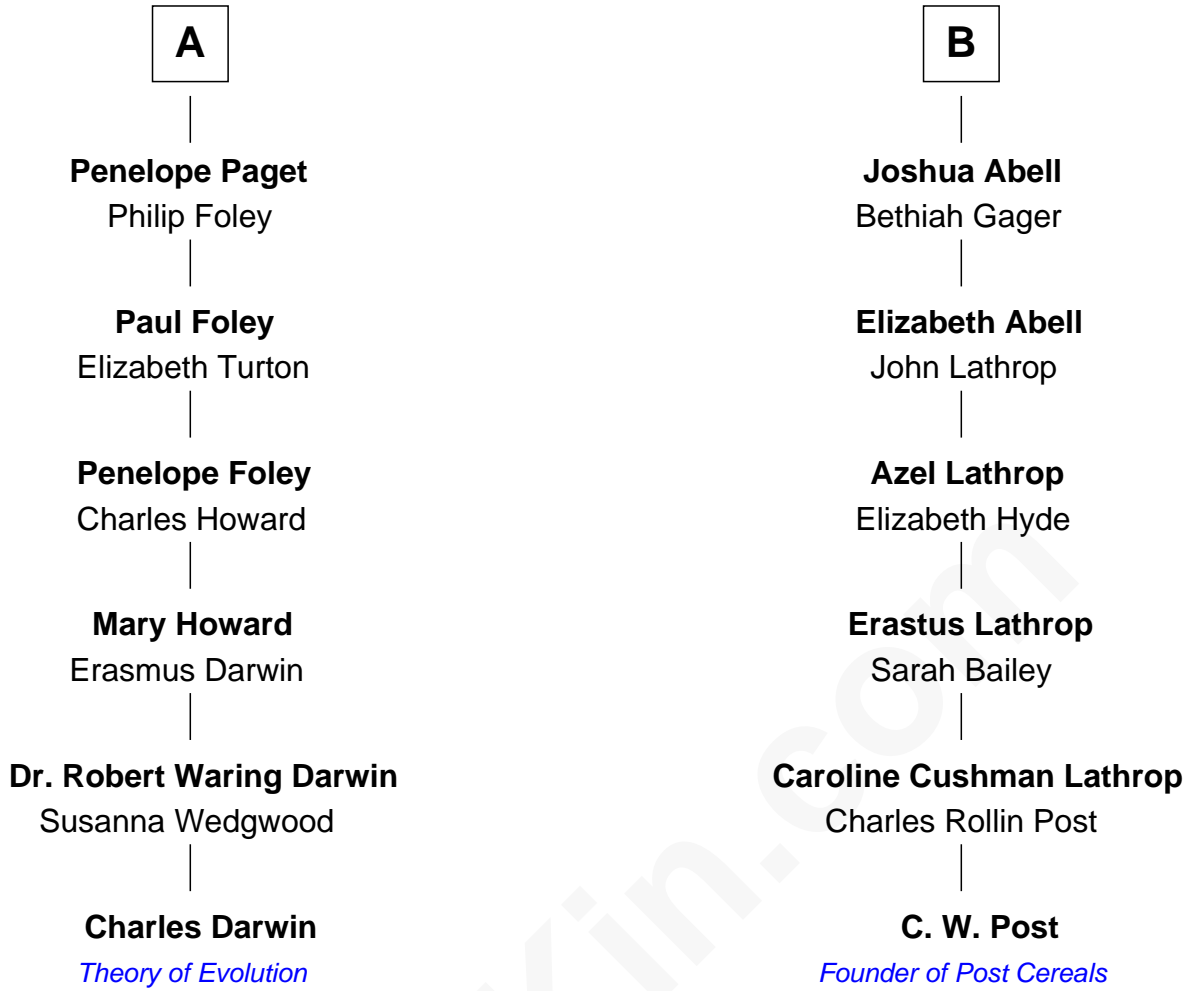 A
Penelope Paget
Philip Foley
Paul Foley
Elizabeth Turton
Penelope Foley
Charles Howard
Mary Howard
Erasmus Darwin
Dr. Robert Waring Darwin
Susanna Wedgwood
Charles Darwin
Theory of Evolution
B
Joshua Abell
Bethiah Gager
Elizabeth Abell
John Lathrop
Azel Lathrop
Elizabeth Hyde
Erastus Lathrop
Sarah Bailey
Caroline Cushman Lathrop
Charles Rollin Post
C. W. Post
Founder of Post Cereals
Kin.com